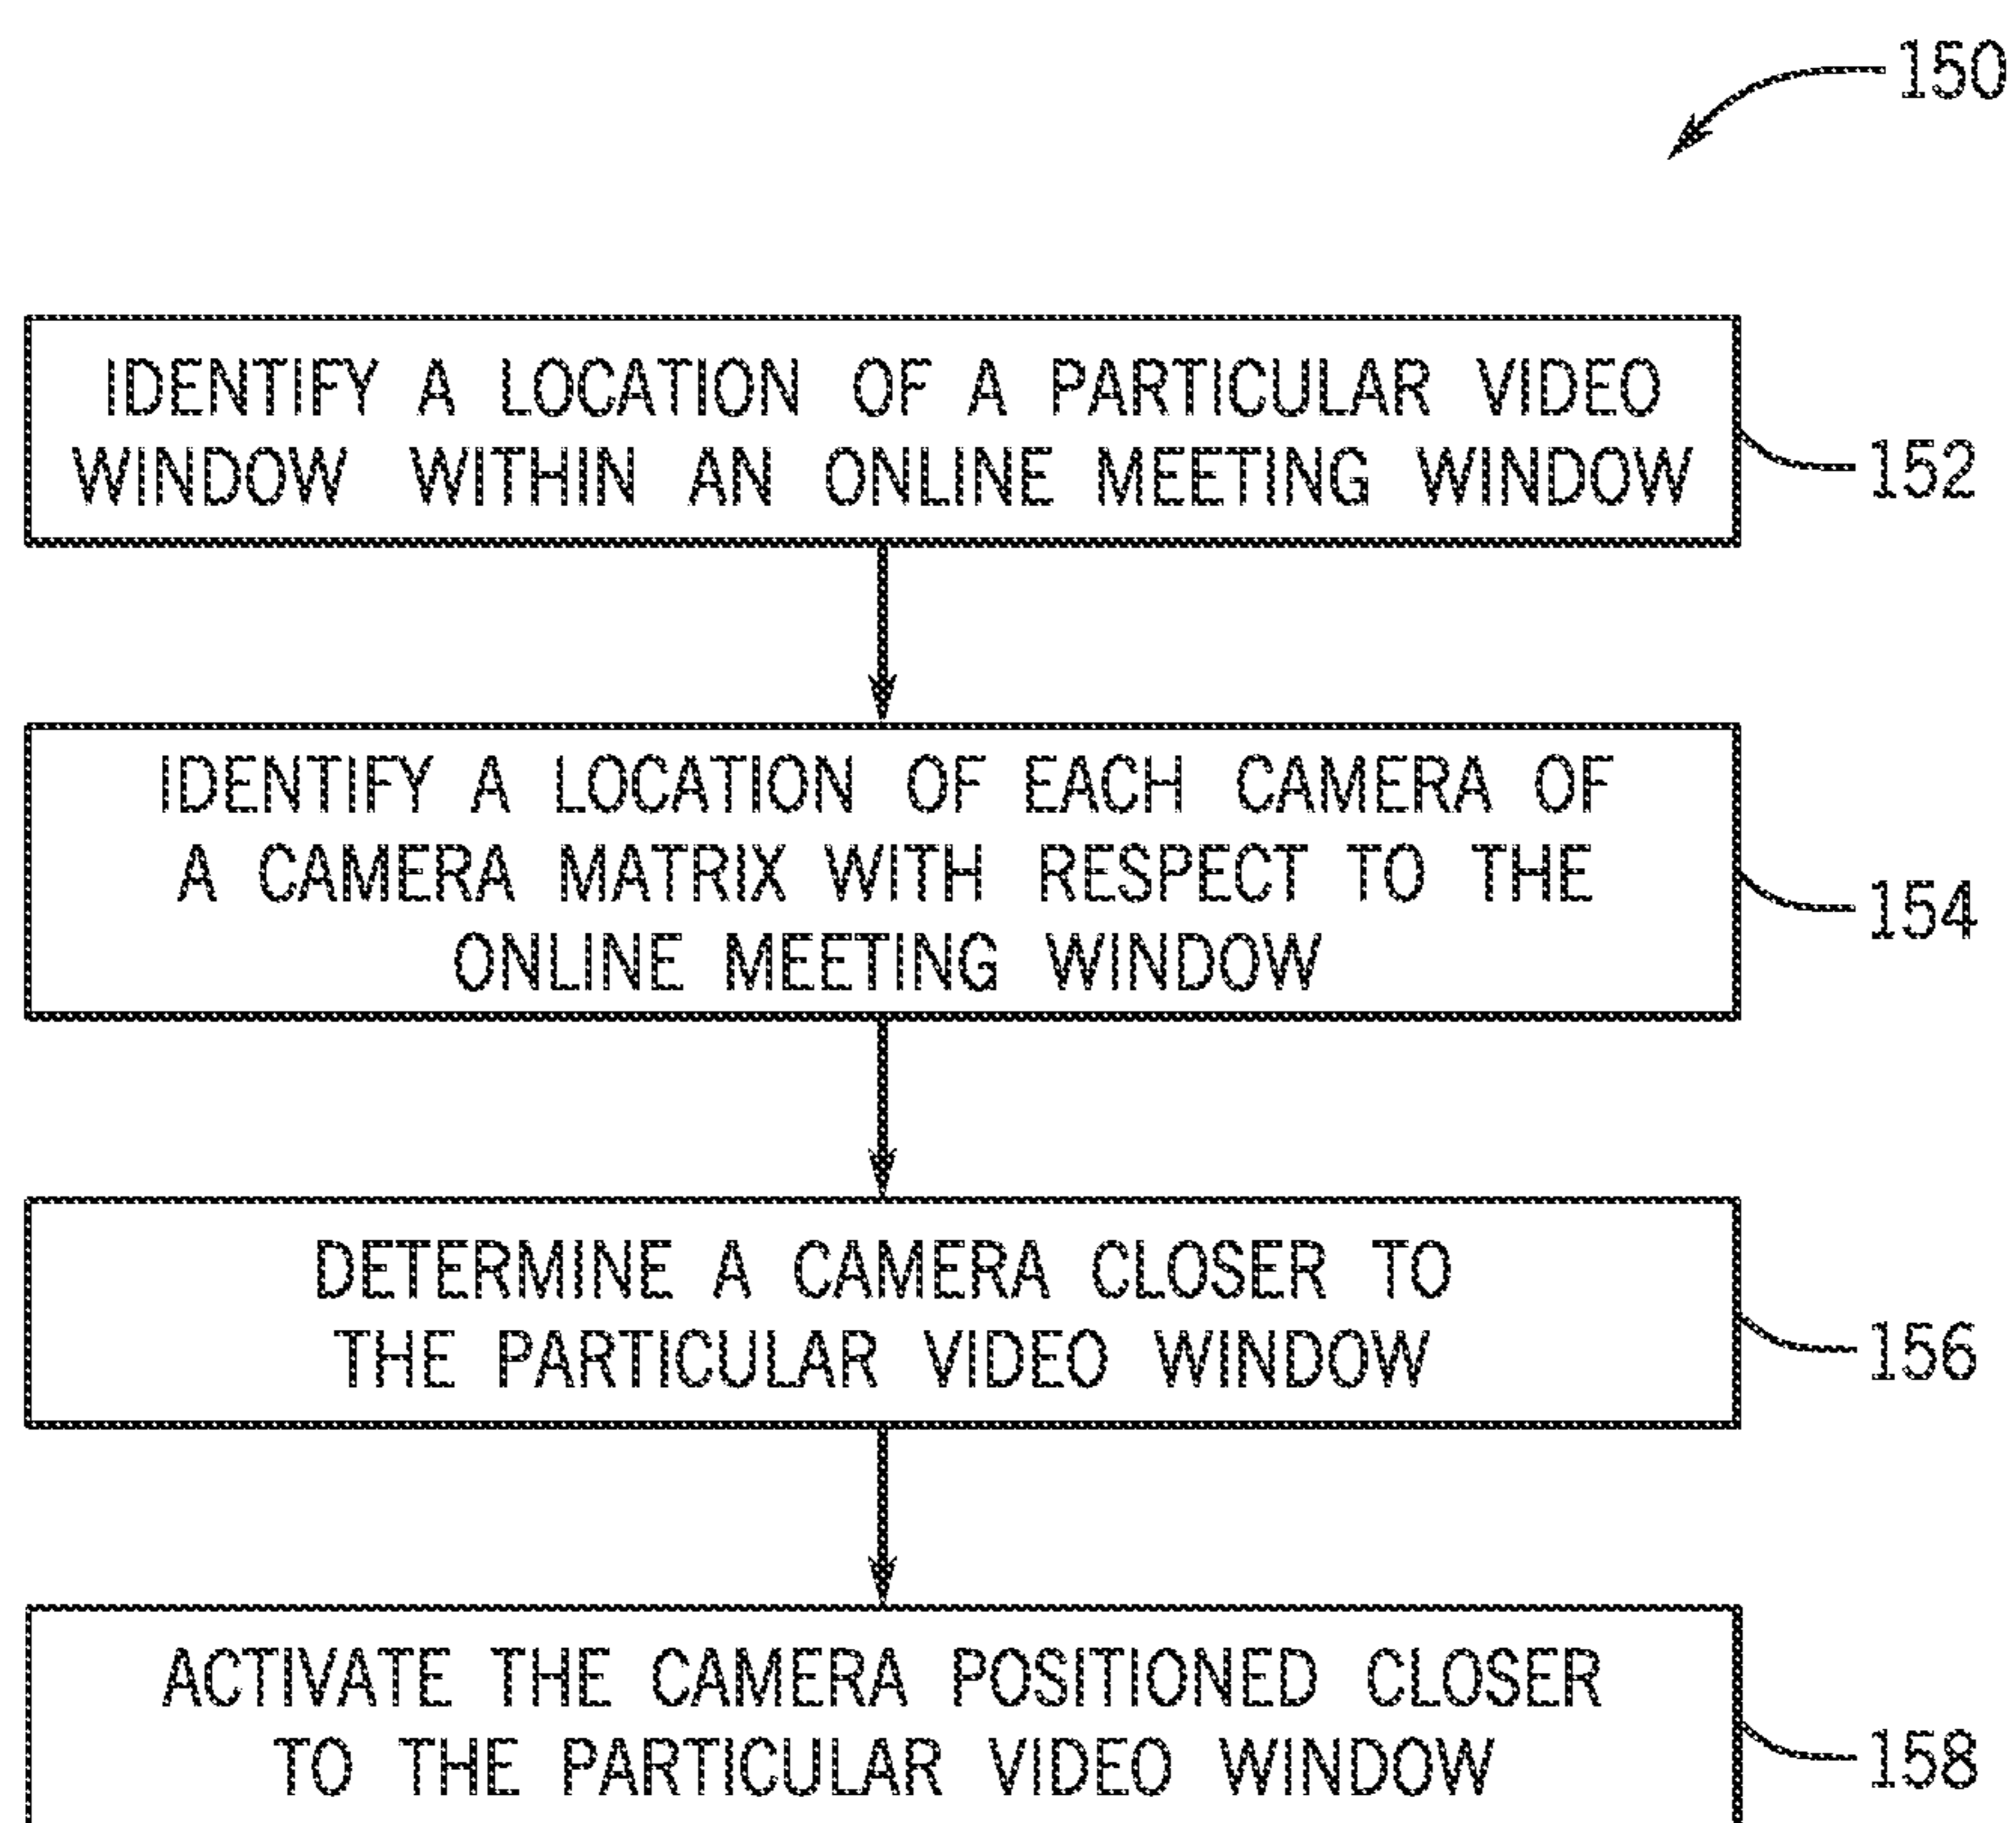 150
IDENTIFY A LOCATION OF A PARTICULAR VIDEO
WINDOW WITHIN AN ONLINE MEETING WINDOW
152
IDENTIFY A LOCATION OF EACH CAMERA OF
A CAMERA MATRIX WITH RESPECT TO THE
ONLINE MEETING WINDOW
154
DETERMINE A CAMERA CLOSER TO
THE PARTICULAR VIDEO WINDOW
156
ACTIVATE THE CAMERA POSITIONED CLOSER
TO THE PARTICULAR VIDEO WINDOW
158